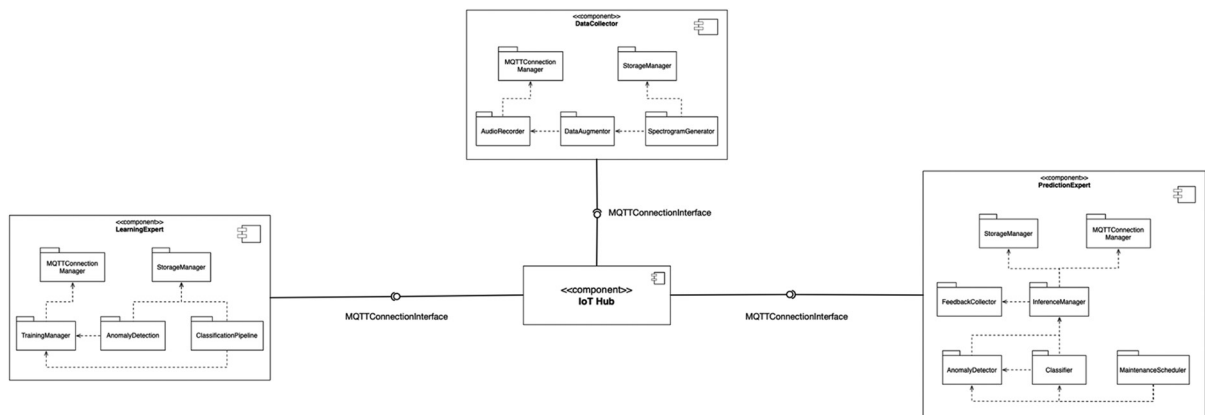 <<component>>
DataCollector
MQTTConnection
Manager
StorageManager
AudioRecorder
DataAugmentor
SpectrogramGenerator
MQTTConnectionInterface
<<component>>
LearningExpert
MQTTConnection
Manager
StorageManager
TrainingManager
AnomalyDetection
ClassificationPipeline
MQTTConnectionInterface
<<component>>
IoT Hub
MQTTConnectionInterface
<<component>>
PredictionExpert
StorageManager
MQTTConnection
Manager
FeedbackCollector
InferenceManager
AnomalyDetector
Classifier
MaintenanceScheduler